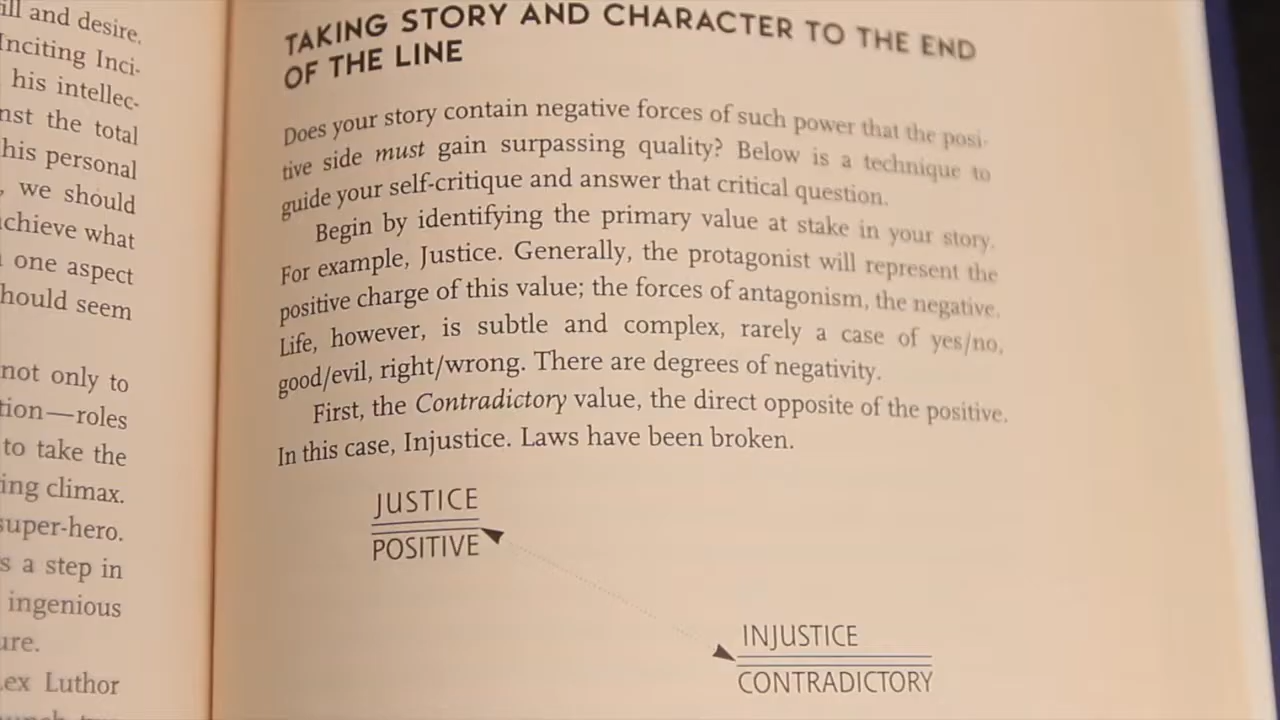 ill and desire.
Inciting Inci-
his intellec-
nst the total
his personal
, we should
chieve what
one aspect
hould seem
not only to
tion—roles
to take the
ing climax.
super-hero.
s a step in
ingenious
ure.
ex Luthor
TAKING STORY AND CHARACTER TO THE END
OF THE LINE
Does your story contain negative forces of such power that the posi-
tive side must gain surpassing quality? Below is a technique to
guide your self-critique and answer that critical question.
Begin by identifying the primary value at stake in your story.
For example, Justice. Generally, the protagonist will represent the
positive charge of this value; the forces of antagonism, the negative.
Life, however, is subtle and complex, rarely a case of yes/no,
good/evil, right/wrong. There are degrees of negativity.
First, the Contradictory value, the direct opposite of the positive.
In this case, Injustice. Laws have been broken.
JUSTICE
POSITIVE
INJUSTICE
CONTRADICTORY